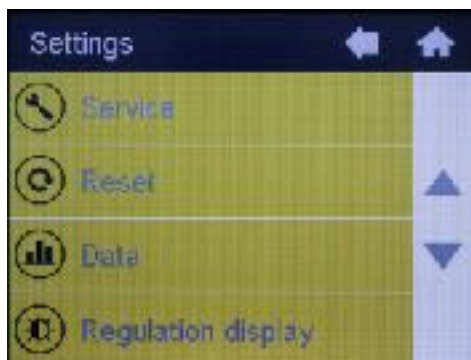 Settings
Service
Reset
Data
Regulation display